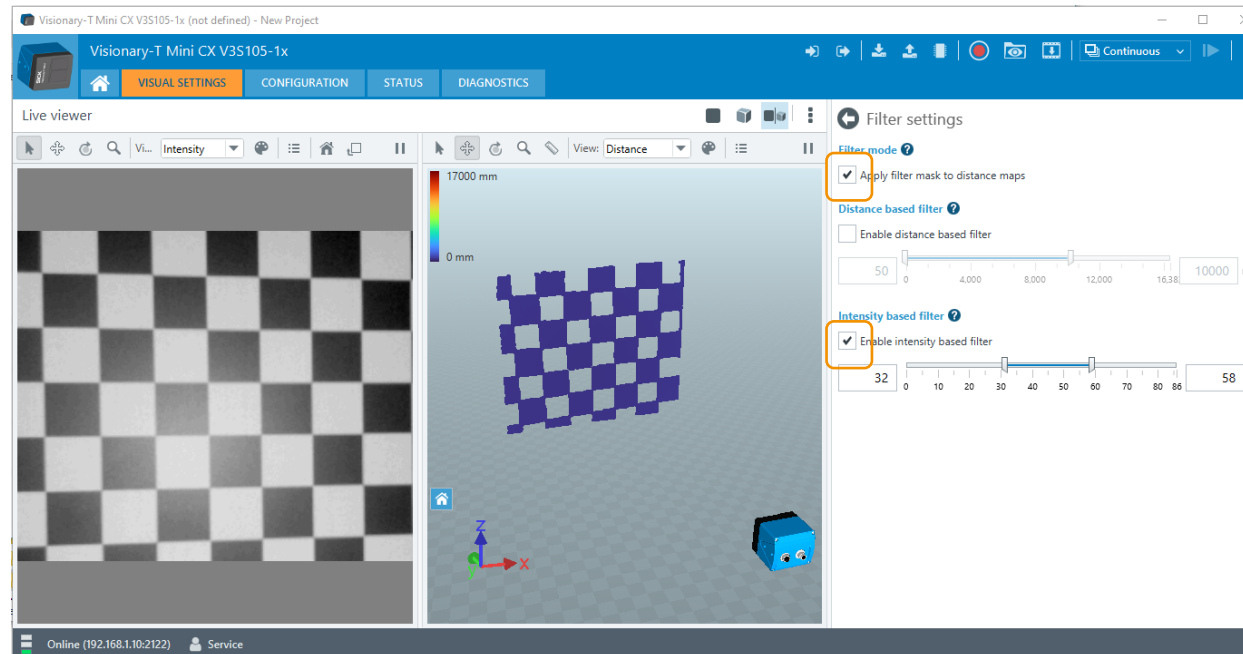 Visionary-T Mini CX V3S105-1x (not defined) - New Project
Visionary-T Mini CX V3S105-1x
Continuous
VISUAL SETTINGS CONFIGURATION STATUS DIAGNOSTICS
Live viewer
Filter settings
Vi... Intensity
View: Distance
Filter mode
Apply filter mask to distance maps
Distance based filter
Enable distance based filter
50 10000
0 4,000 8,000 12,000 16,38
Intensity based filter
Enable intensity based filter
32 58
0 10 20 30 40 50 60 70 80 86
17000 mm
0 mm
SICK
Z
X
Y
Online (192.168.1.10:2122) Service